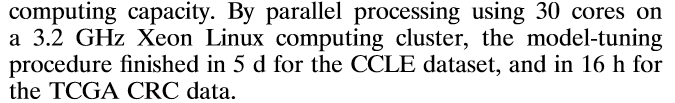 computing capacity. By parallel processing using 30 cores on
a 3.2 GHz Xeon Linux computing cluster, the model-tuning
procedure finished in 5 d for the CCLE dataset, and in 16 h for
the TCGA CRC data.